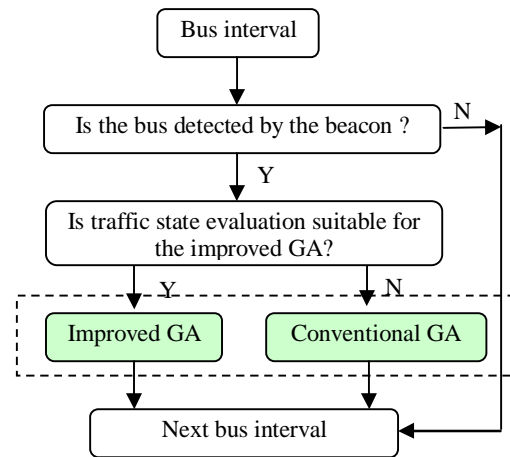 Bus interval
Is the bus detected by the beacon ?
N
Y
Is traffic state evaluation suitable for
the improved GA?
Y
N
Improved GA
Conventional GA
Next bus interval